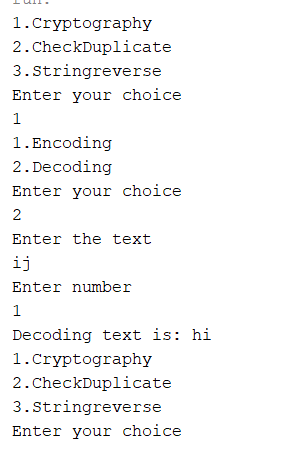 run:
1.Cryptography
2.CheckDuplicate
3.Stringreverse
Enter your choice
1
1.Encoding
2.Decoding
Enter your choice
2
Enter the text
ij
Enter number
1
Decoding text is: hi
1.Cryptography
2.CheckDuplicate
3.Stringreverse
Enter your choice